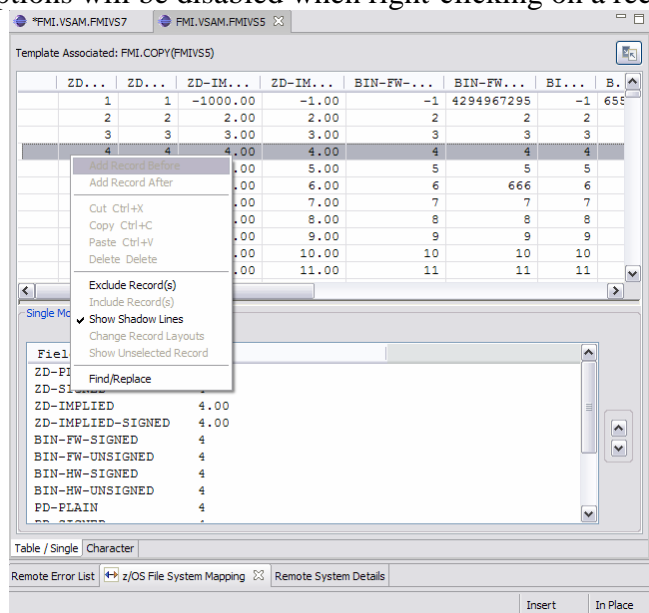 ptions will be disabled when right-clicking on a rec
*FMI.VSAM.FMIVS7 FMI.VSAM.FMIVS5
Template Associated: FMI.COPY(FMIVS5)
ZD... ZD... ZD-IM... ZD-IM... BIN-FW-... BIN-FW... BI... B.
1 1 -1000.00 -1.00 -1 4294967295 -1 655
2 2 2.00 2.00 2 2 2
3 3 3.00 3.00 3 3 3
4 4 4.00 4.00 4 4 4
Add Record Before .00 5.00 5 5 5
Add Record After .00 6.00 6 666 6
.00 7.00 7 7 7
Cut Ctrl+X .00 8.00 8 8 8
Copy Ctrl+C .00 9.00 9 9 9
Paste Ctrl+V .00 10.00 10 10 10
Delete Delete .00 11.00 11 11 11
Exclude Record(s)
Include Record(s)
Single Mo
Show Shadow Lines
Change Record Layouts
Show Unselected Record
Fiel
Find/Replace
ZD-PL
ZD-SIGNED 4
ZD-IMPLIED 4.00
ZD-IMPLIED-SIGNED 4.00
BIN-FW-SIGNED 4
BIN-FW-UNSIGNED 4
BIN-HW-SIGNED 4
BIN-HW-UNSIGNED 4
PD-PLAIN 4
PD-SIGNED 4
Table / Single Character
Remote Error List z/OS File System Mapping Remote System Details
Insert In Place